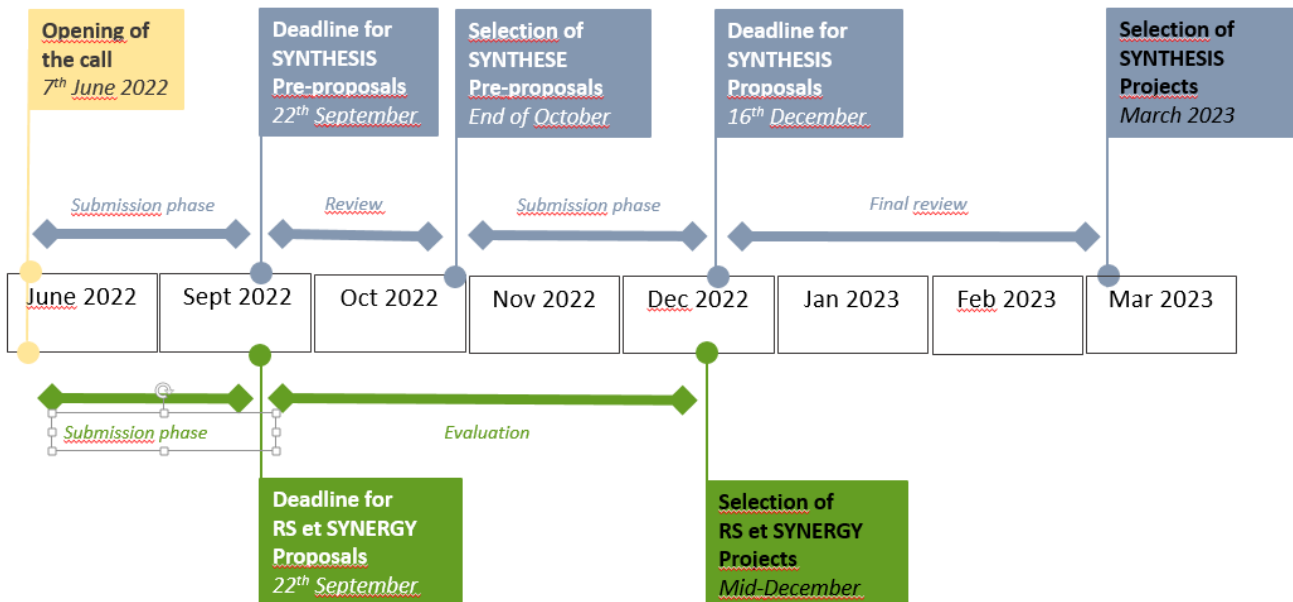 Opening of
the call
7th June 2022
Deadline for
SYNTHESIS
Pre-proposals
22th September
Selection of
SYNTHESE
Pre-proposals
End of October
Deadline for
SYNTHESIS
Proposals
16th December
Selection of
SYNTHESIS
Projects
March 2023
Submission phase
Review
Submission phase
Final review
June 2022
Sept 2022
Oct 2022
Nov 2022
Dec 2022
Jan 2023
Feb 2023
Mar 2023
Submission phase
Evaluation
Deadline for
RS et SYNERGY
Proposals
22th September
Selection of
RS et SYNERGY
Projects
Mid-December